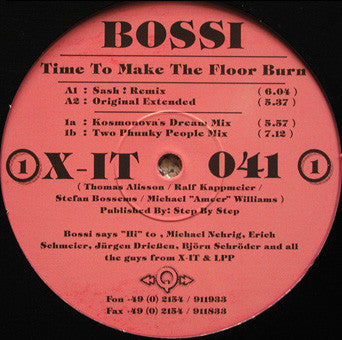 BOSSI
Time To Make The Floor Burn
A1 : Sash! Remix ( 6.04 )
A2 : Original Extended ( 5.37 )
1a : Kosmonova's Dream Mix ( 5.57 )
1b : Two Phunky People Mix ( 7.12 )
1 X-IT 041 1
( Thomas Alisson / Ralf Kappmeier /
Stefan Bossems / Michael "Ameer" Williams )
Published By: Step By Step
Bossi says "Hi" to , Michael Nehrig, Erich
Schmeier, Jürgen Drießen, Björn Schröder and all
the guys from X-IT & LPP
Fon +49 (0) 2154 / 911933
Fax +49 (0) 2154 / 911833